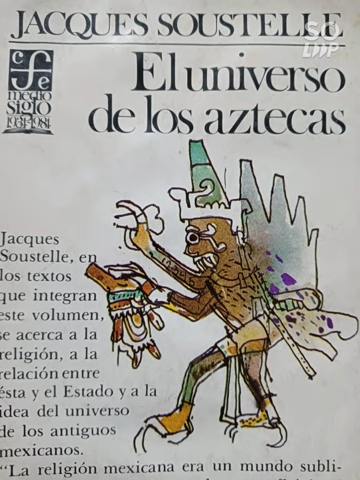 JACQUES SOUSTELLE
El universo
de los aztecas
cfe
medio
siglo
1934-1984
Jacques
Soustelle, en
los textos
que integran
este volumen,
se acerca a la
religión, a la
relación entre
ésta y el Estado y a la
idea del universo
de los antiguos
mexicanos.
"La religión mexicana era un mundo subli-